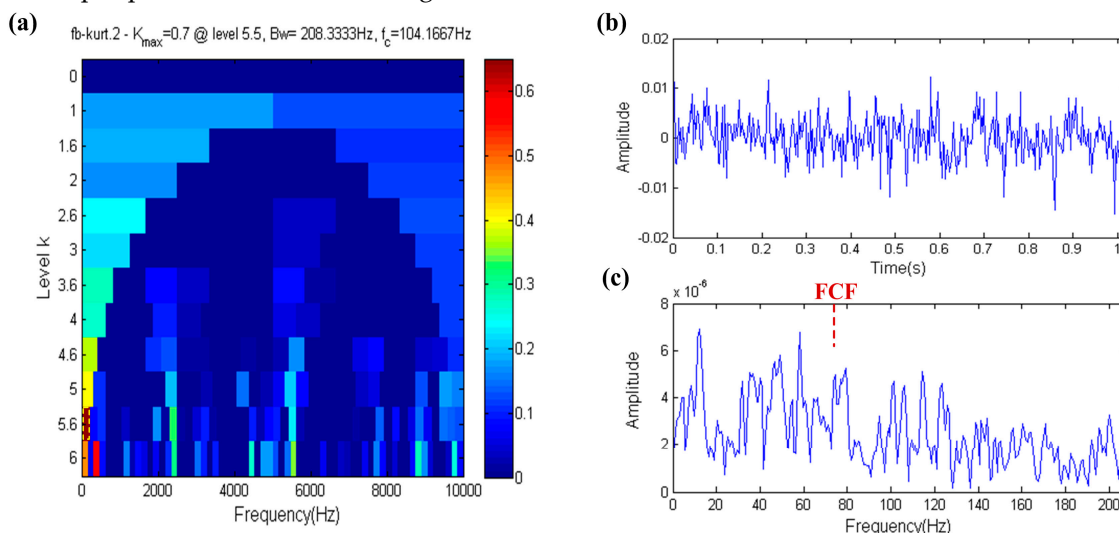 (a)
fb-kurt.2 - K_max=0.7 @ level 5.5, Bw= 208.3333Hz, f_c=104.1667Hz
0
1
1.6
2
2.6
3
3.6
4
4.6
5
5.6
6
Level k
0 2000 4000 6000 8000 10000
Frequency(Hz)
0.6
0.5
0.4
0.3
0.2
0.1
0
(b)
0.02
0.01
0
-0.01
-0.02
Amplitude
0 0.1 0.2 0.3 0.4 0.5 0.6 0.7 0.8 0.9 1
Time(s)
(c)
x 10^-6
FCF
8
6
4
2
0
Amplitude
0 20 40 60 80 100 120 140 160 180 200
Frequency(Hz)